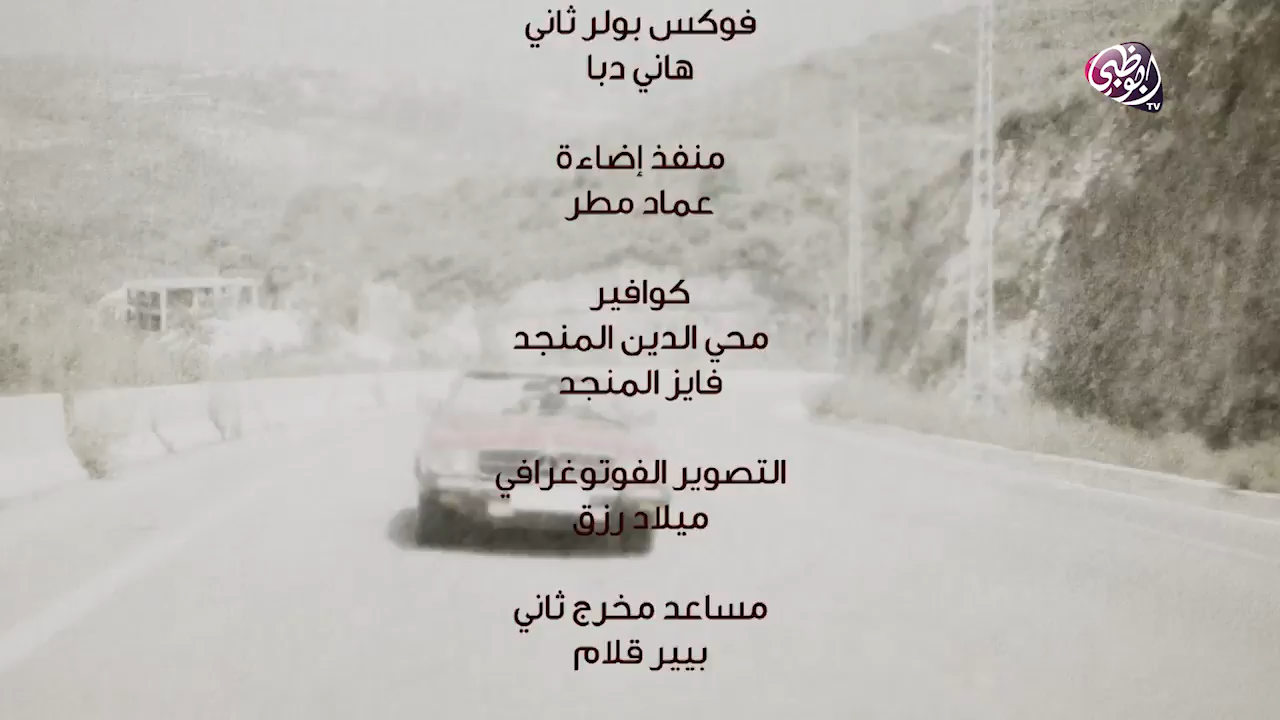 فوكس بولر ثاني
هاني دبا
أبوظبي
TV
منفذ إضاءة
عماد مطر
كوافير
محي الدين المنجد
فايز المنجد
التصوير الفوتوغرافي
ميلاد رزق
مساعد مخرج ثاني
بيير قلام